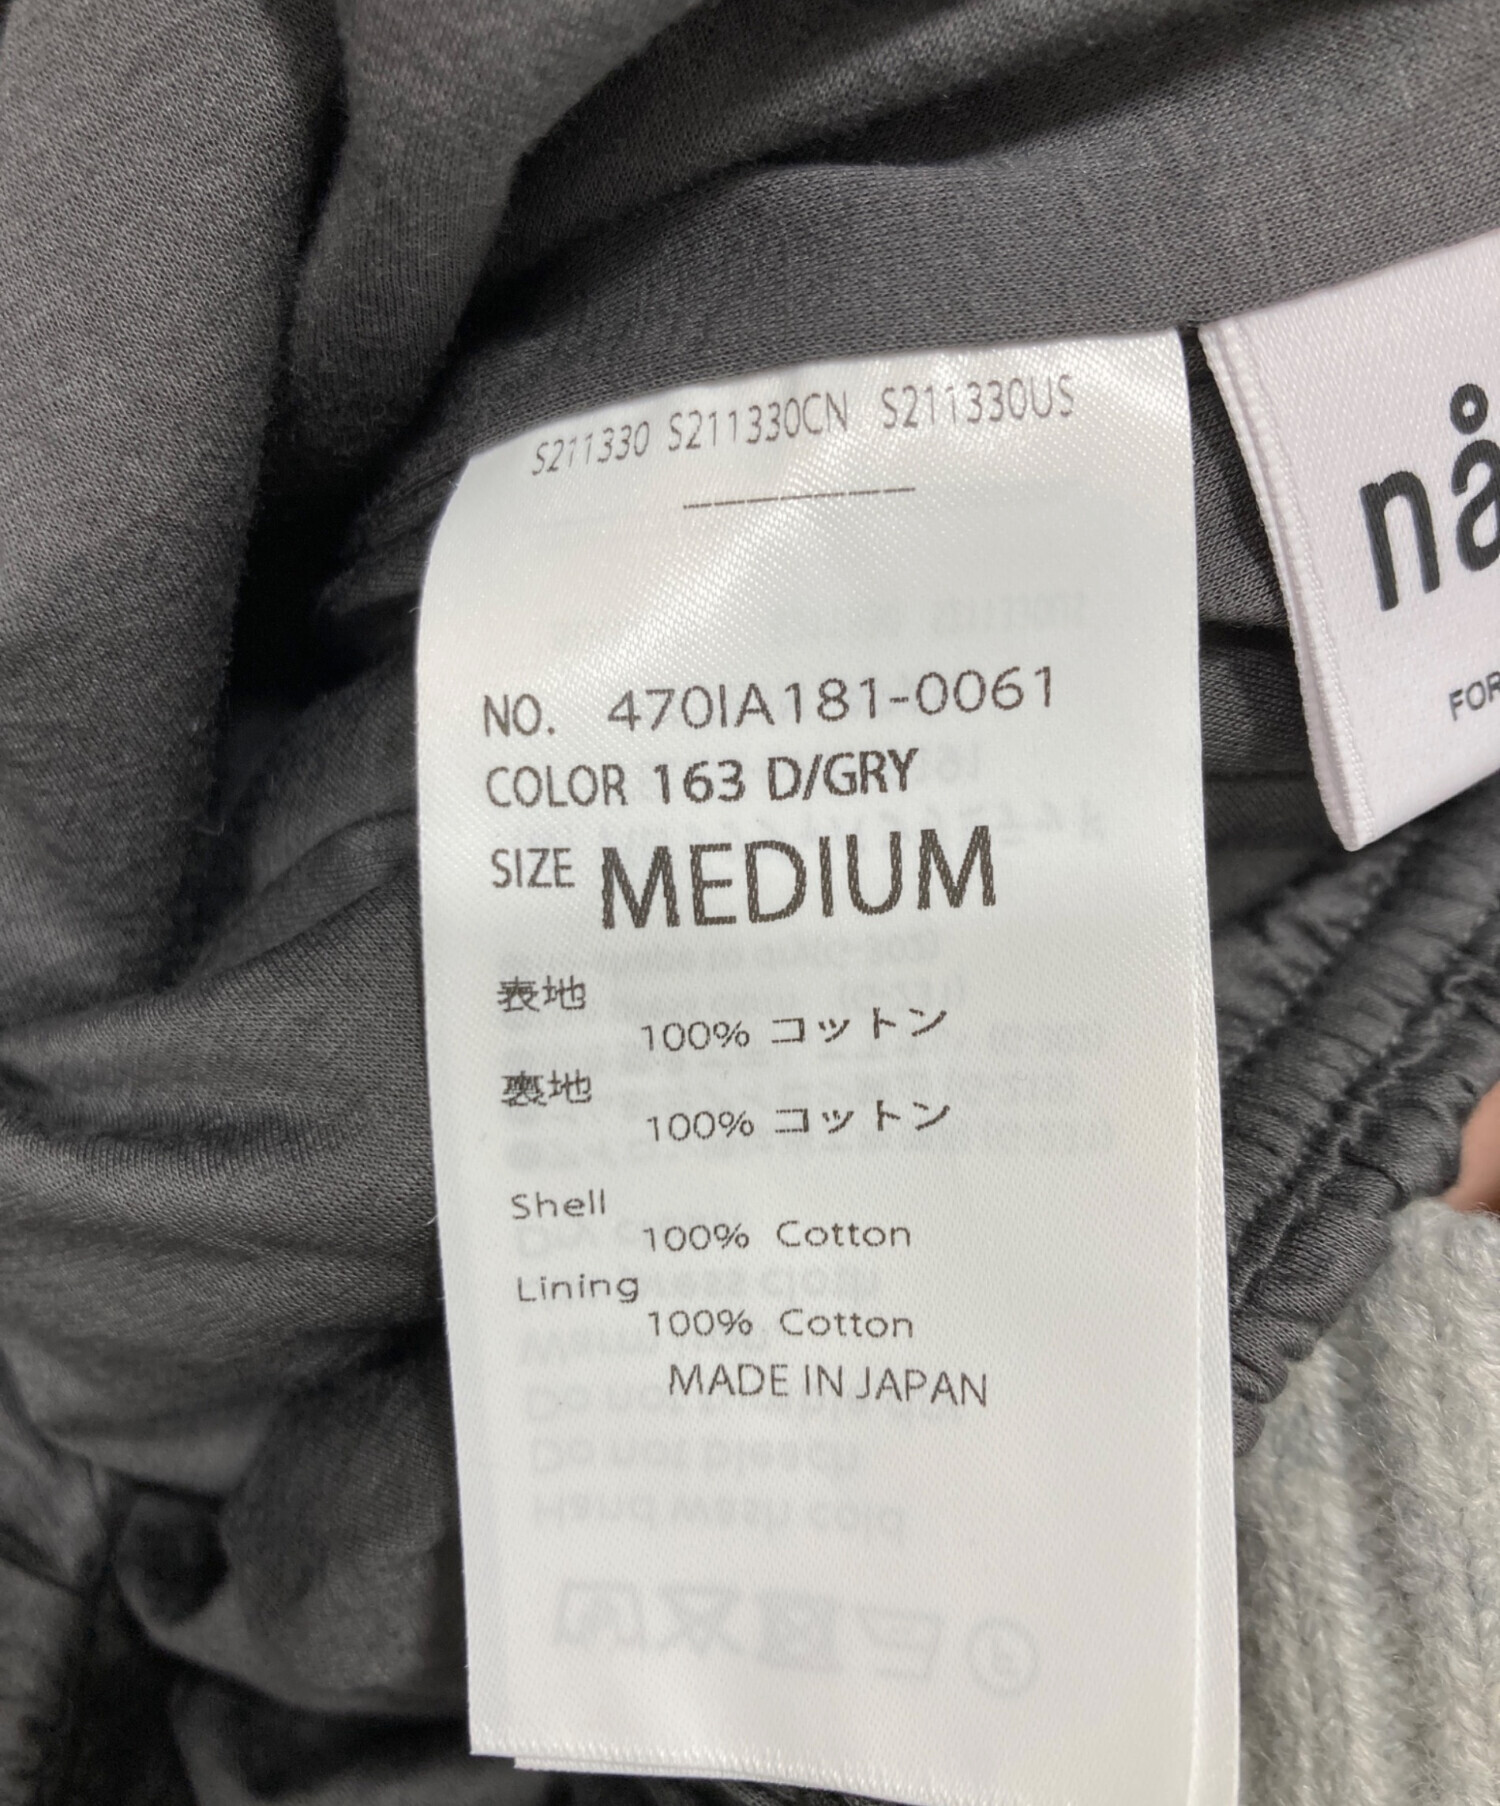 S211330 S211330CN S211330US
NO. 470IA181-0061
COLOR 163 D/GRY
SIZE MEDIUM
表地
100% コットン
裏地
100% コットン
Shell
100% Cotton
Lining
100% Cotton
MADE IN JAPAN
nå
FOR